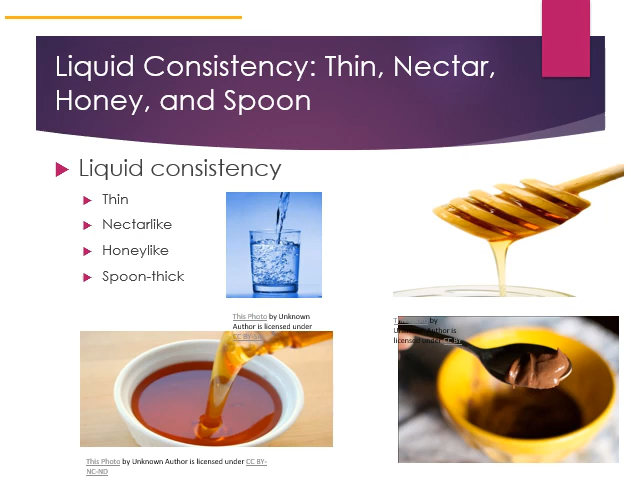 Liquid Consistency: Thin, Nectar,
Honey, and Spoon
Liquid consistency
Thin
Nectarlike
Honeylike
Spoon-thick
This Photo by Unknown
Author is licensed under
CC BY-SA
by
Author is
licensed under CC BY
This Photo by Unknown Author is licensed under CC BY-
NC-ND